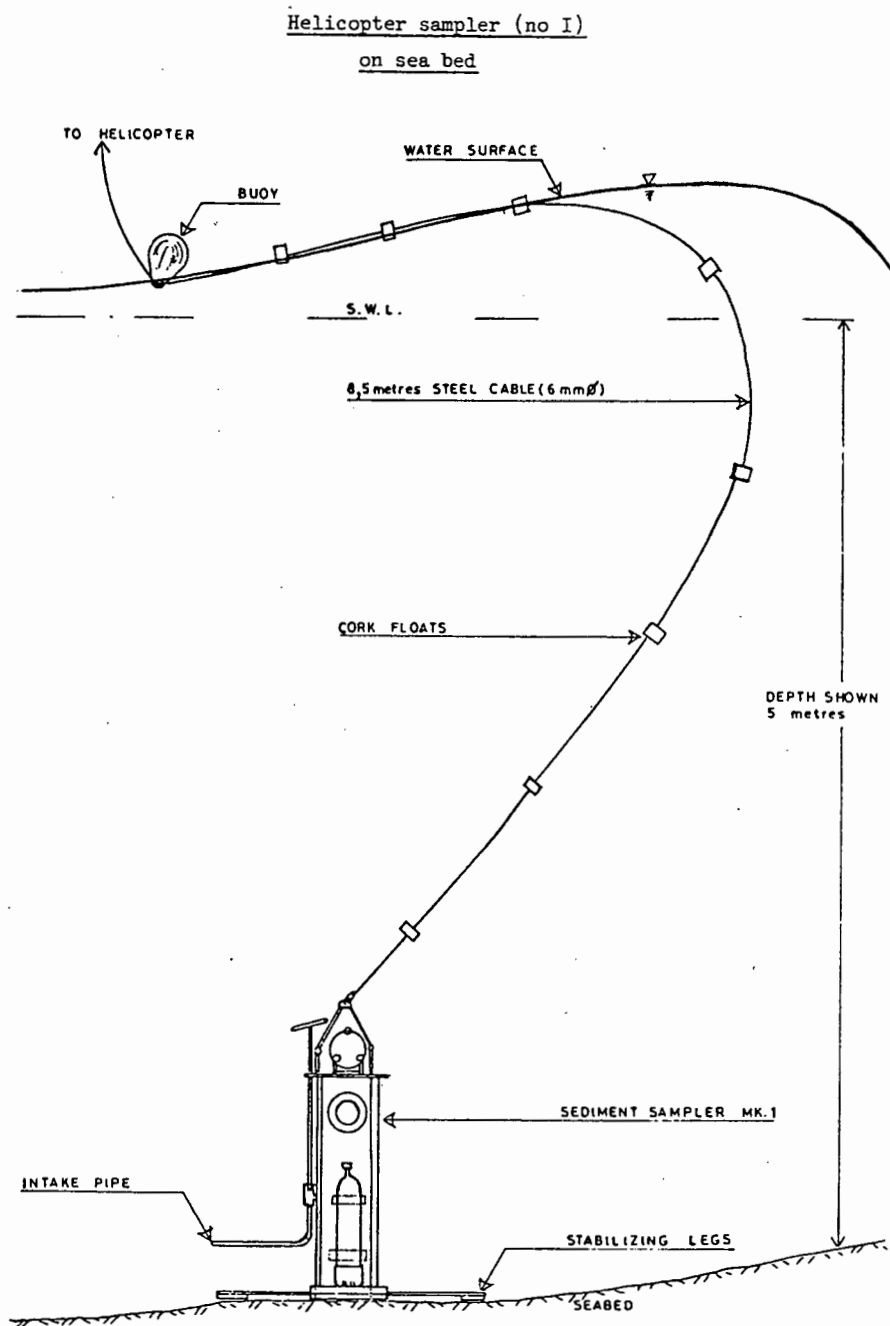 Helicopter sampler (no I)
on sea bed
TO HELICOPTER
WATER SURFACE
BUOY
S.W.L.
8,5 metres STEEL CABLE (6 mm Ø)
CORK FLOATS
DEPTH SHOWN
5 metres
SEDIMENT SAMPLER MK.1
INTAKE PIPE
STABILIZING LEGS
SEABED